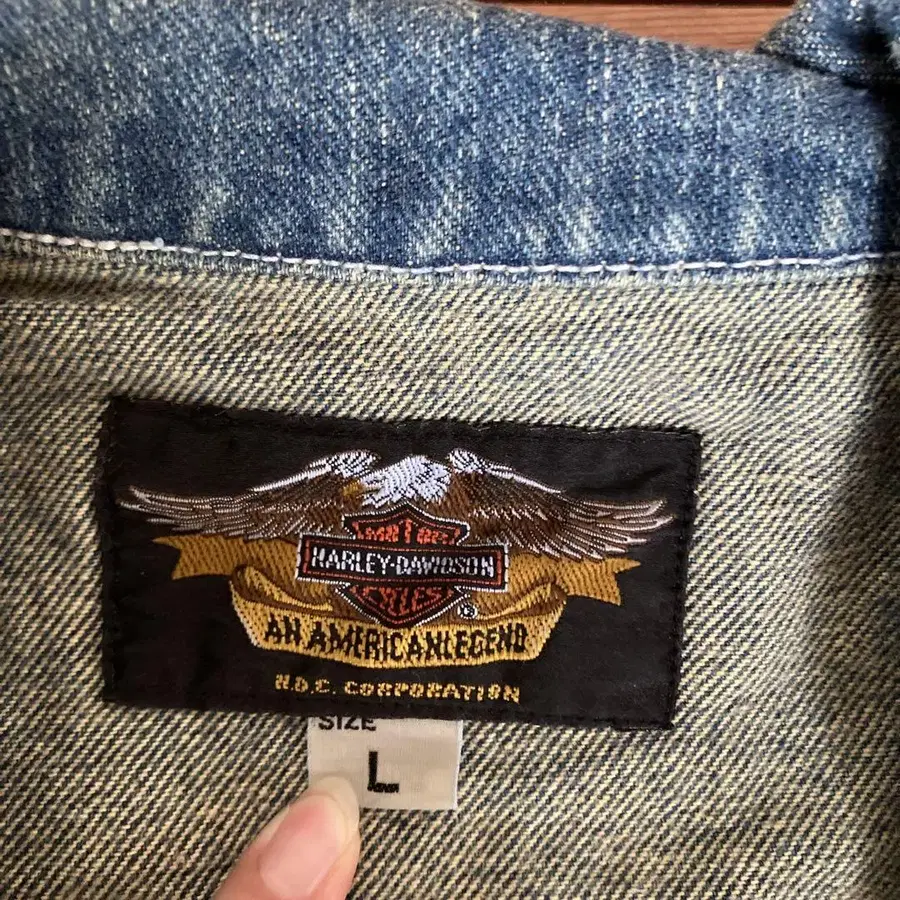 MOTOR
HARLEY-DAVIDSON
CYCLES
®
AN AMERICAN LEGEND
H.D.C. CORPORATION
SIZE
L